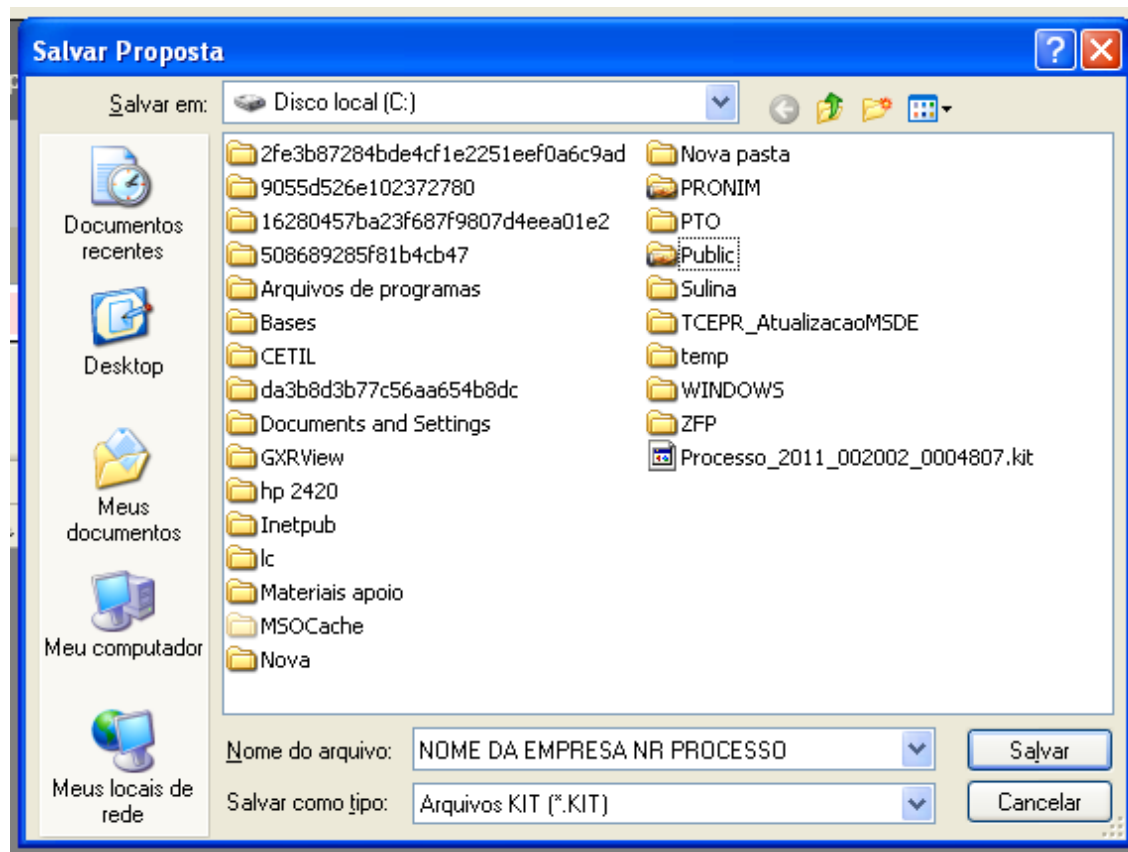 Salvar Proposta
Salvar em:
Disco local (C:)
Documentos
recentes
Desktop
Meus
documentos
Meu computador
Meus locais de
rede
2fe3b87284bde4cf1e2251eef0a6c9ad
9055d526e102372780
16280457ba23f687f9807d4eea01e2
508689285f81b4cb47
Arquivos de programas
Bases
CETIL
da3b8d3b77c56aa654b8dc
Documents and Settings
GXRView
hp 2420
Inetpub
lc
Materiais apoio
MSOCache
Nova
Nova pasta
PRONIM
PTO
Public
Sulina
TCEPR_AtualizacaoMSDE
temp
WINDOWS
ZFP
Processo_2011_002002_0004807.kit
Nome do arquivo:
NOME DA EMPRESA NR PROCESSO
Salvar
Salvar como tipo:
Arquivos KIT (*.KIT)
Cancelar